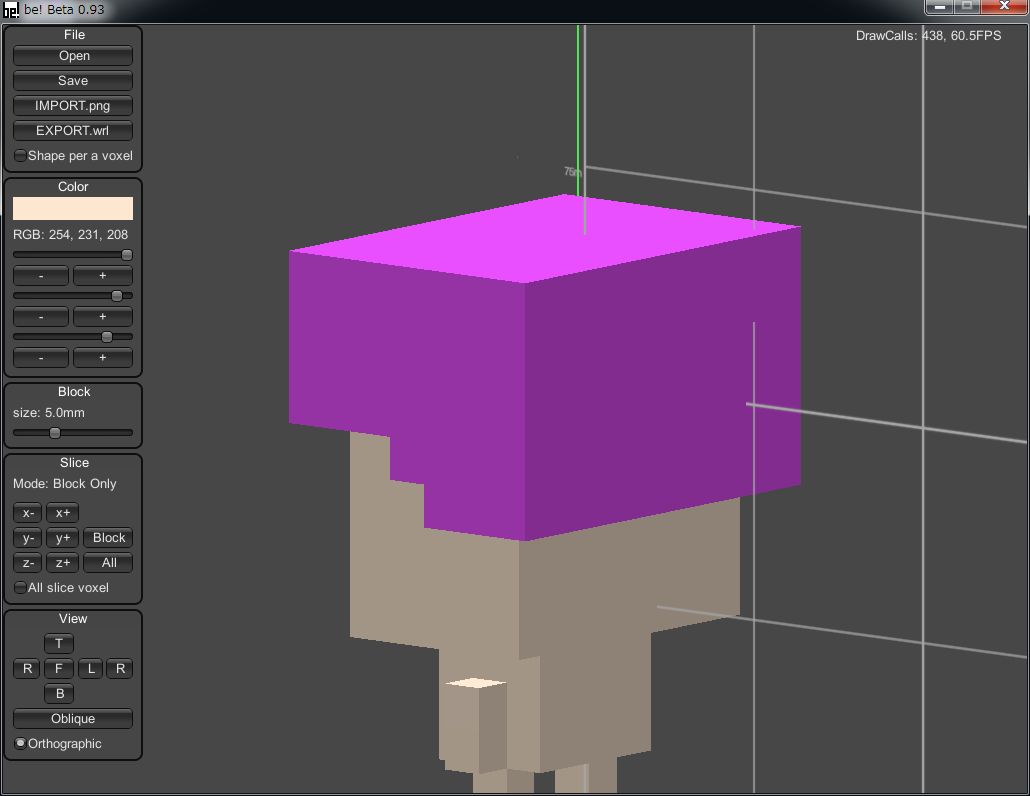 be! be! Beta 0.93
DrawCalls: 438, 60.5FPS
File
Open
Save
IMPORT.png
EXPORT.wrl
Shape per a voxel
Color
RGB: 254, 231, 208
- +
- +
- +
Block
size: 5.0mm
Slice
Mode: Block Only
x- x+
y- y+ Block
z- z+ All
All slice voxel
View
T
R F L R
B
Oblique
Orthographic